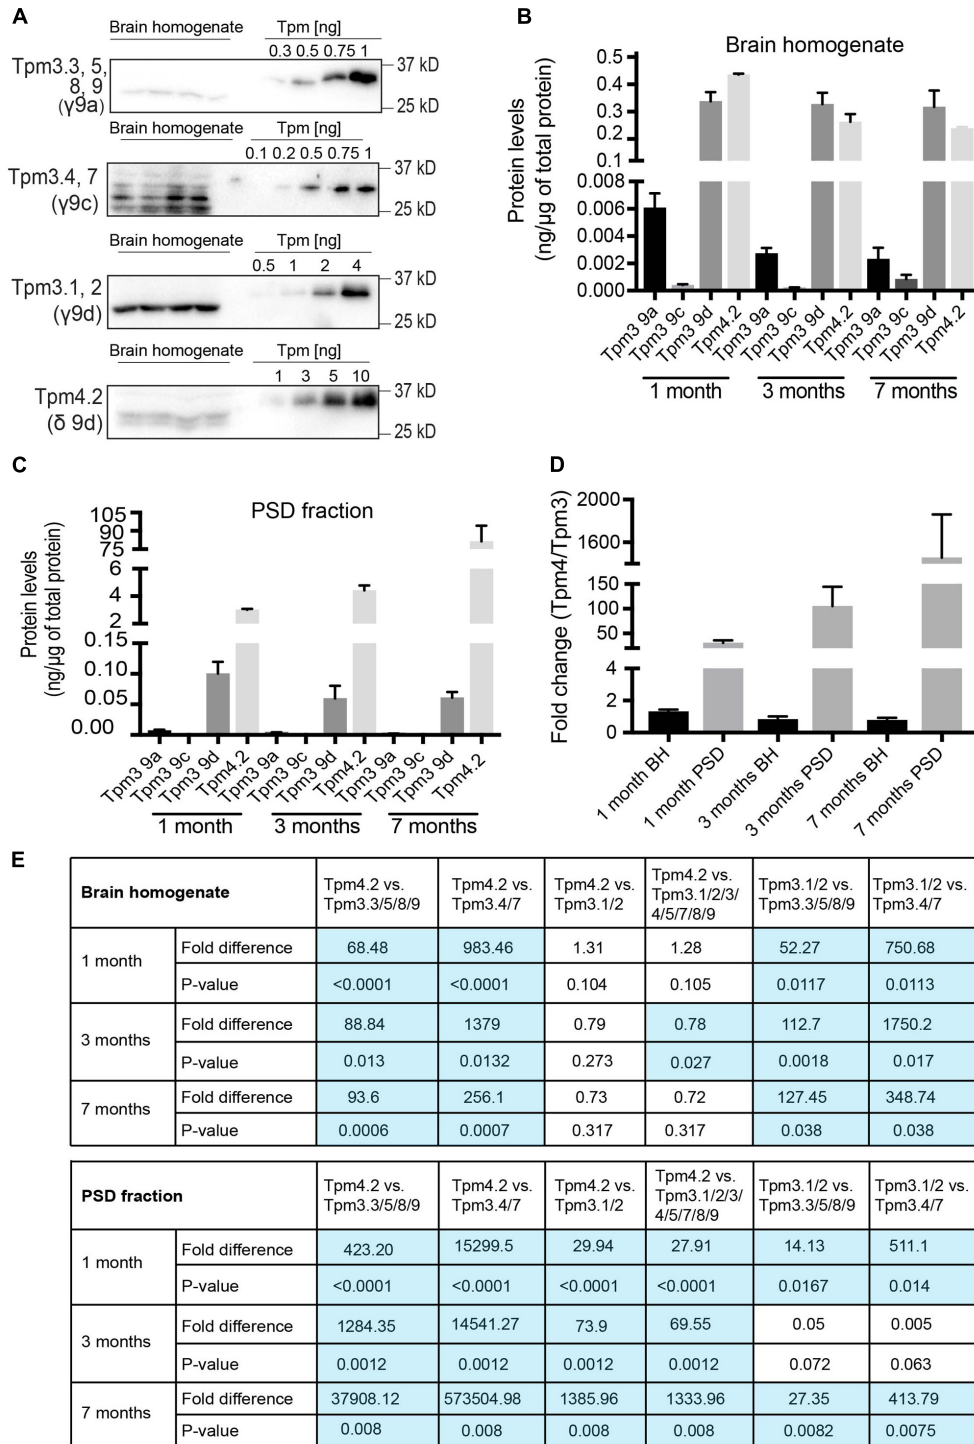 A
Brain homogenate Tpm [ng]
0.3 0.5 0.75 1
Tpm3.3, 5, 8, 9 (γ9a)
37 kD
25 kD
Brain homogenate Tpm [ng]
0.1 0.2 0.5 0.75 1
Tpm3.4, 7 (γ9c)
37 kD
25 kD
Brain homogenate Tpm [ng]
0.5 1 2 4
Tpm3.1, 2 (γ9d)
37 kD
25 kD
Brain homogenate Tpm [ng]
1 3 5 10
Tpm4.2 (δ 9d)
37 kD
25 kD
B
Brain homogenate
Protein levels (ng/µg of total protein)
0.5
0.4
0.3
0.2
0.1
0.008
0.006
0.004
0.002
0.000
Tpm3 9a Tpm3 9c Tpm3 9d Tpm4.2 Tpm3 9a Tpm3 9c Tpm3 9d Tpm4.2 Tpm3 9a Tpm3 9c Tpm3 9d Tpm4.2
1 month 3 months 7 months
C
PSD fraction
Protein levels (ng/µg of total protein)
105
90
75
6
4
2
0.15
0.10
0.05
0.00
Tpm3 9a Tpm3 9c Tpm3 9d Tpm4.2 Tpm3 9a Tpm3 9c Tpm3 9d Tpm4.2 Tpm3 9a Tpm3 9c Tpm3 9d Tpm4.2
1 month 3 months 7 months
D
Fold change (Tpm4/Tpm3)
2000
1600
150
100
50
4
2
0
1 month BH 1 month PSD 3 months BH 3 months PSD 7 months BH 7 months PSD
E
Brain homogenate Tpm4.2 vs. Tpm3.3/5/8/9 Tpm4.2 vs. Tpm3.4/7 Tpm4.2 vs. Tpm3.1/2 Tpm4.2 vs. Tpm3.1/2/3/4/5/7/8/9 Tpm3.1/2 vs. Tpm3.3/5/8/9 Tpm3.1/2 vs. Tpm3.4/7
1 month Fold difference 68.48 983.46 1.31 1.28 52.27 750.68
P-value <0.0001 <0.0001 0.104 0.105 0.0117 0.0113
3 months Fold difference 88.84 1379 0.79 0.78 112.7 1750.2
P-value 0.013 0.0132 0.273 0.027 0.0018 0.017
7 months Fold difference 93.6 256.1 0.73 0.72 127.45 348.74
P-value 0.0006 0.0007 0.317 0.317 0.038 0.038
PSD fraction Tpm4.2 vs. Tpm3.3/5/8/9 Tpm4.2 vs. Tpm3.4/7 Tpm4.2 vs. Tpm3.1/2 Tpm4.2 vs. Tpm3.1/2/3/4/5/7/8/9 Tpm3.1/2 vs. Tpm3.3/5/8/9 Tpm3.1/2 vs. Tpm3.4/7
1 month Fold difference 423.20 15299.5 29.94 27.91 14.13 511.1
P-value <0.0001 <0.0001 <0.0001 <0.0001 0.0167 0.014
3 months Fold difference 1284.35 14541.27 73.9 69.55 0.05 0.005
P-value 0.0012 0.0012 0.0012 0.0012 0.072 0.063
7 months Fold difference 37908.12 573504.98 1385.96 1333.96 27.35 413.79
P-value 0.008 0.008 0.008 0.008 0.0082 0.0075